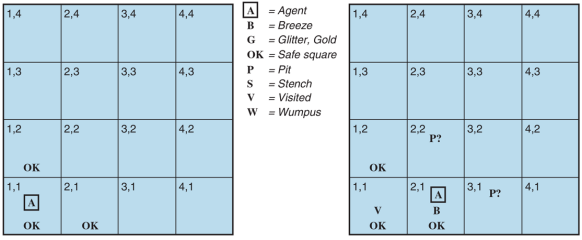 1,4 2,4 3,4 4,4
1,3 2,3 3,3 4,3
1,2 2,2 3,2 4,2
OK
1,1 2,1 3,1 4,1
A
OK OK
A = Agent
B = Breeze
G = Glitter, Gold
OK = Safe square
P = Pit
S = Stench
V = Visited
W = Wumpus
1,4 2,4 3,4 4,4
1,3 2,3 3,3 4,3
1,2 2,2 3,2 4,2
P?
OK
1,1 2,1 3,1 4,1
A P?
V B
OK OK